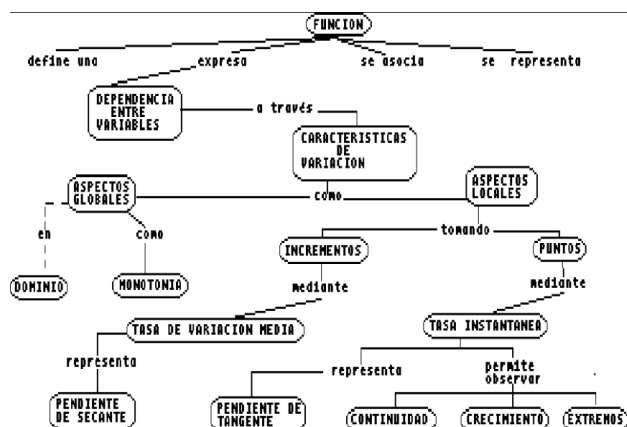 FUNCION
define una
expresa
se asocia
se representa
DEPENDENCIA
ENTRE
VARIABLES
a través
CARACTERISTICAS
DE
VARIACION
ASPECTOS
GLOBALES
como
ASPECTOS
LOCALES
en
como
tomando
INCREMENTOS
PUNTOS
DOMINIO
MONOTONIA
mediante
mediante
TASA DE VARIACION MEDIA
TASA INSTANTANEA
representa
representa
permite
observar
PENDIENTE
DE SECANTE
PENDIENTE DE
TANGENTE
CONTINUIDAD
CRECIMIENTO
EXTREMOS